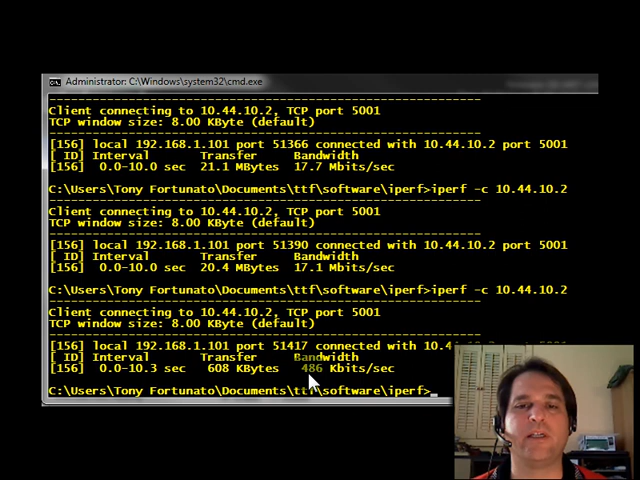 Administrator: C:\Windows\system32\cmd.exe
Client connecting to 10.44.10.2, TCP port 5001
TCP window size: 8.00 KByte (default)
[156] local 192.168.1.101 port 51366 connected with 10.44.10.2 port 5001
[ ID] Interval Transfer Bandwidth
[156] 0.0-10.0 sec 21.1 MBytes 17.7 Mbits/sec
C:\Users\Tony Fortunato\Documents\ttf\software\iperf>iperf -c 10.44.10.2
Client connecting to 10.44.10.2, TCP port 5001
TCP window size: 8.00 KByte (default)
[156] local 192.168.1.101 port 51390 connected with 10.44.10.2 port 5001
[ ID] Interval Transfer Bandwidth
[156] 0.0-10.0 sec 20.4 MBytes 17.1 Mbits/sec
C:\Users\Tony Fortunato\Documents\ttf\software\iperf>iperf -c 10.44.10.2
Client connecting to 10.44.10.2, TCP port 5001
TCP window size: 8.00 KByte (default)
[156] local 192.168.1.101 port 51417 connected with 10.44.10.2 port 5001
[ ID] Interval Transfer Bandwidth
[156] 0.0-10.3 sec 608 KBytes 486 Kbits/sec
C:\Users\Tony Fortunato\Documents\ttf\software\iperf>_